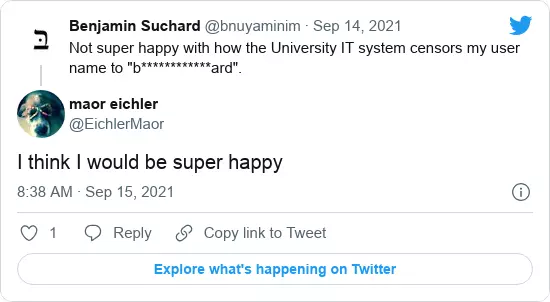 בּ
Benjamin Suchard @bnuyaminim · Sep 14, 2021
Not super happy with how the University IT system censors my user
name to "b************ard".
maor eichler
@EichlerMaor
I think I would be super happy
8:38 AM · Sep 15, 2021
1 Reply Copy link to Tweet
Explore what's happening on Twitter